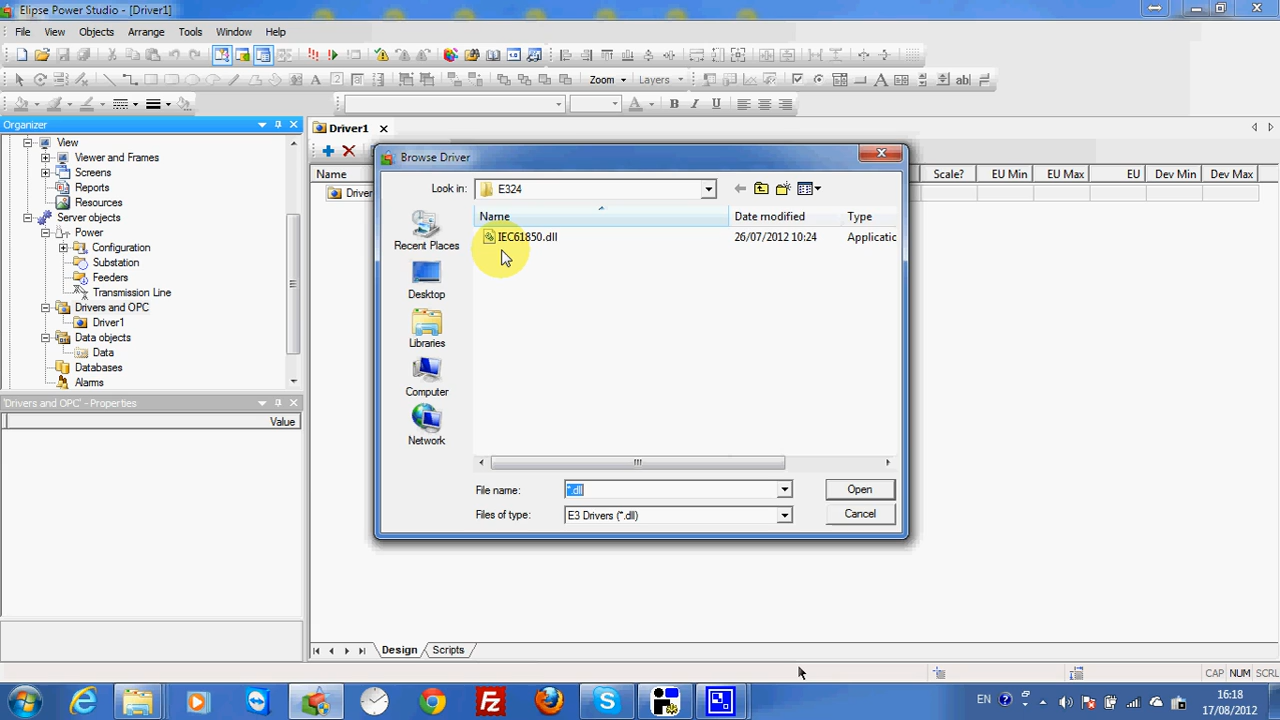 Elipse Power Studio - [Driver1]
File View Objects Arrange Tools Window Help
Zoom Layers
Organizer
Driver1
View
Viewer and Frames
Screens
Reports
Resources
Server objects
Power
Configuration
Substation
Feeders
Transmission Line
Drivers and OPC
Driver1
Data objects
Data
Databases
Alarms
'Drivers and OPC' - Properties
Value
Name Scale? EU Min EU Max EU Dev Min Dev Max
Driver
Browse Driver
Look in: E324
Name Date modified Type
IEC61850.dll 26/07/2012 10:24 Applicatic
Recent Places
Desktop
Libraries
Computer
Network
File name: *.dll Open
Files of type: E3 Drivers (*.dll) Cancel
Design Scripts
CAP NUM SCRL
EN 16:18
17/08/2012